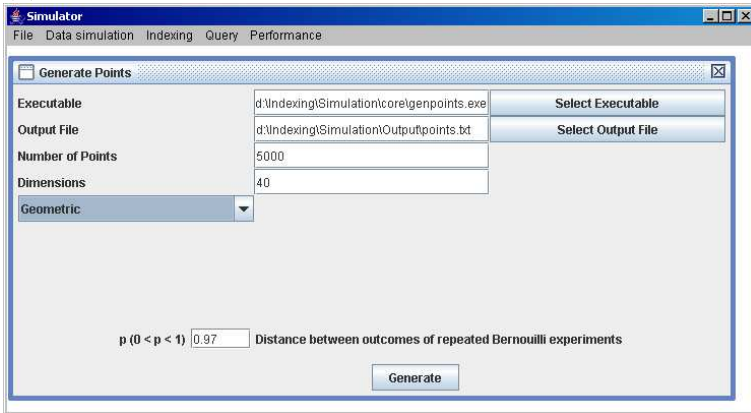 Simulator
File Data simulation Indexing Query Performance
Generate Points
Executable d:\Indexing\Simulation\core\genpoints.exe Select Executable
Output File d:\Indexing\Simulation\Output\points.txt Select Output File
Number of Points 5000
Dimensions 40
Geometric
p (0 < p < 1) 0.97 Distance between outcomes of repeated Bernouilli experiments
Generate